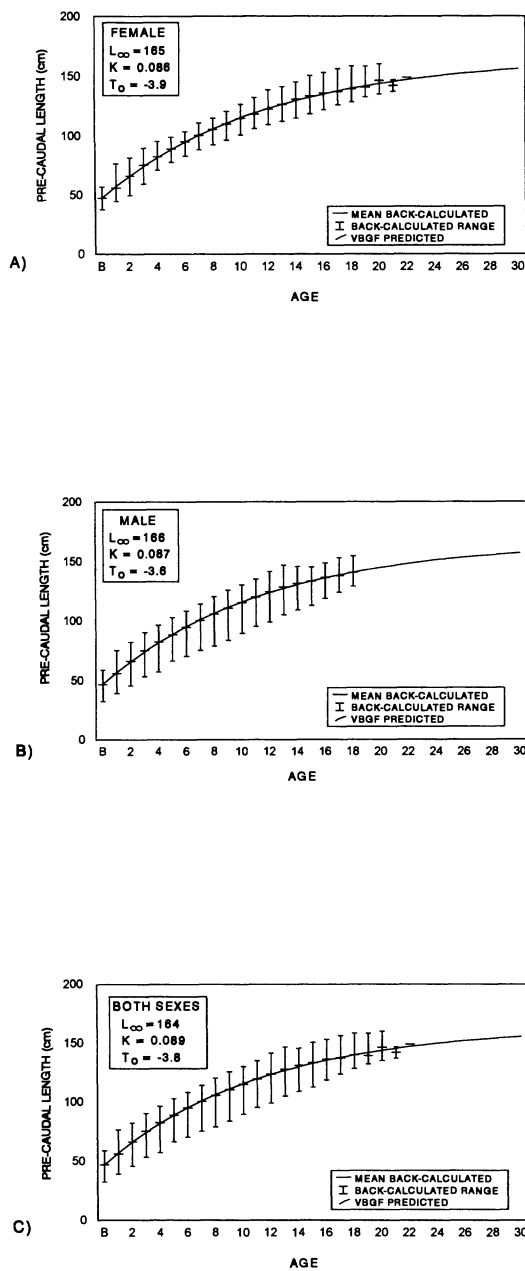 200
150
100
50
0
PRE-CAUDAL LENGTH (cm)
FEMALE
L∞ = 165
K = 0.086
To = -3.9
MEAN BACK-CALCULATED
BACK-CALCULATED RANGE
VBGF PREDICTED
B 2 4 6 8 10 12 14 16 18 20 22 24 26 28 30
A)
AGE
200
150
100
50
0
PRE-CAUDAL LENGTH (cm)
MALE
L∞ = 166
K = 0.087
To = -3.6
MEAN BACK-CALCULATED
BACK-CALCULATED RANGE
VBGF PREDICTED
B 2 4 6 8 10 12 14 16 18 20 22 24 26 28 30
B)
AGE
200
150
100
50
0
PRE-CAUDAL LENGTH (cm)
BOTH SEXES
L∞ = 164
K = 0.089
To = -3.8
MEAN BACK-CALCULATED
BACK-CALCULATED RANGE
VBGF PREDICTED
B 2 4 6 8 10 12 14 16 18 20 22 24 26 28 30
C)
AGE